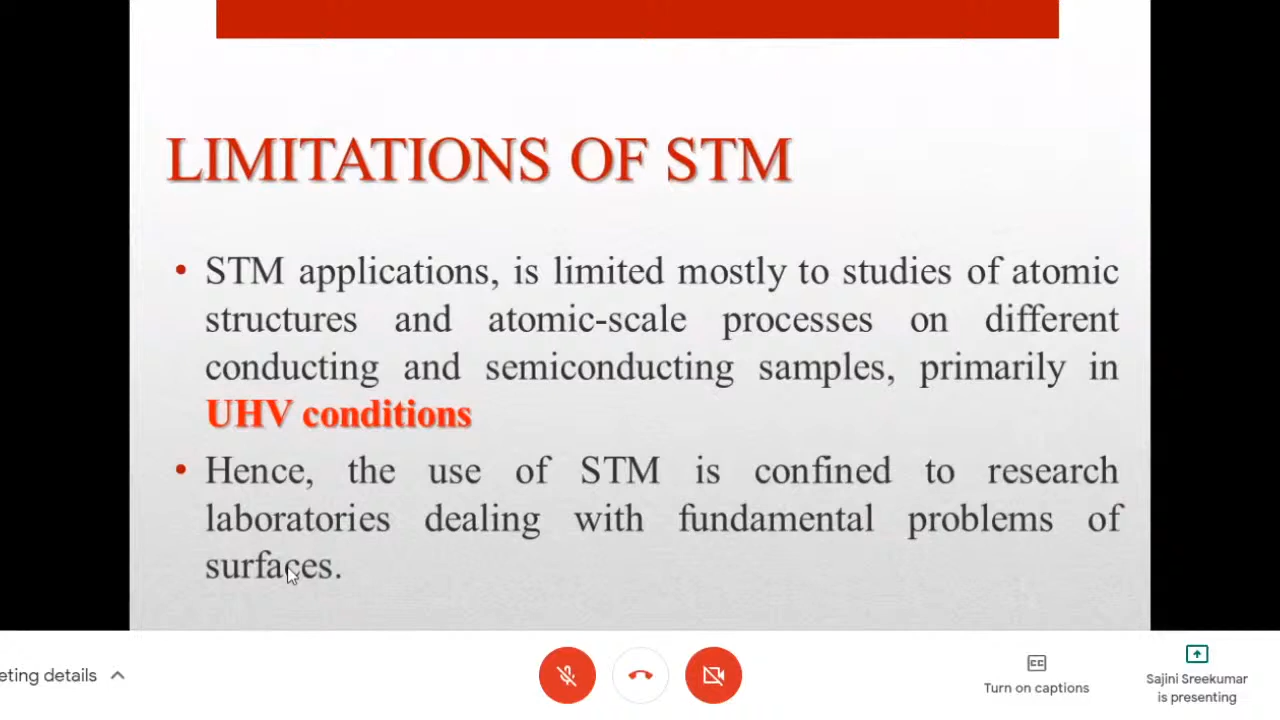 LIMITATIONS OF STM
• STM applications, is limited mostly to studies of atomic
structures and atomic-scale processes on different
conducting and semiconducting samples, primarily in
UHV conditions
• Hence, the use of STM is confined to research
laboratories dealing with fundamental problems of
surfaces.
eting details
Turn on captions
Sajini Sreekumar
is presenting